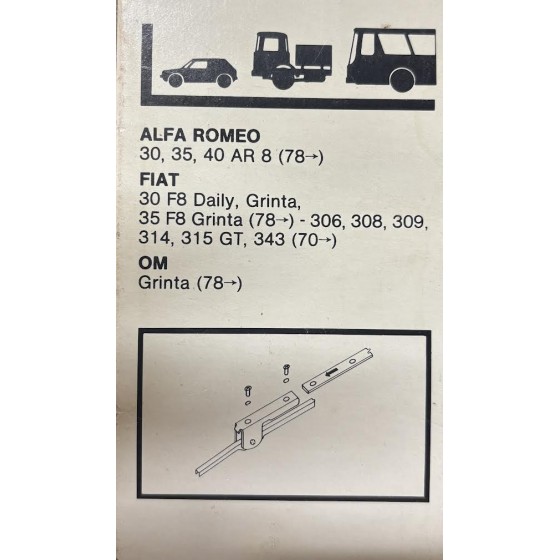 ALFA ROMEO
30, 35, 40 AR 8 (78→)
FIAT
30 F8 Daily, Grinta,
35 F8 Grinta (78→) - 306, 308, 309,
314, 315 GT, 343 (70→)
OM
Grinta (78→)